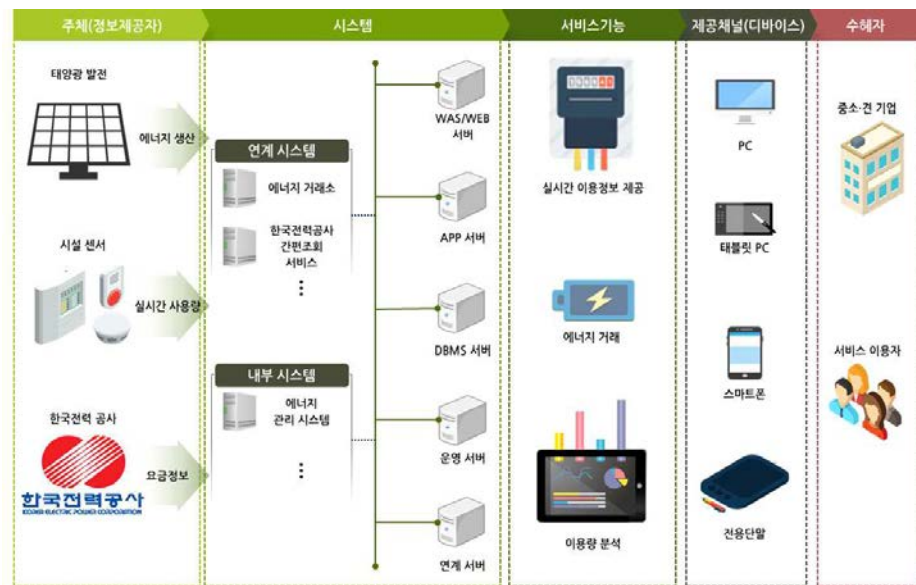 주체(정보제공자)
시스템
서비스기능
제공채널(디바이스)
수혜자
태양광 발전
에너지 생산
시설 센서
실시간 사용량
한국전력 공사
요금정보
한국전력공사
KOREA ELECTRIC POWER CORPORATION
연계 시스템
에너지 거래소
한국전력공사
간편조회
서비스
내부 시스템
에너지
관리 시스템
WAS/WEB
서버
APP 서버
DBMS 서버
운영 서버
연계 서버
실시간 이용정보 제공
에너지 거래
이용량 분석
PC
태블릿 PC
스마트폰
전용단말
중소·견 기업
서비스 이용자